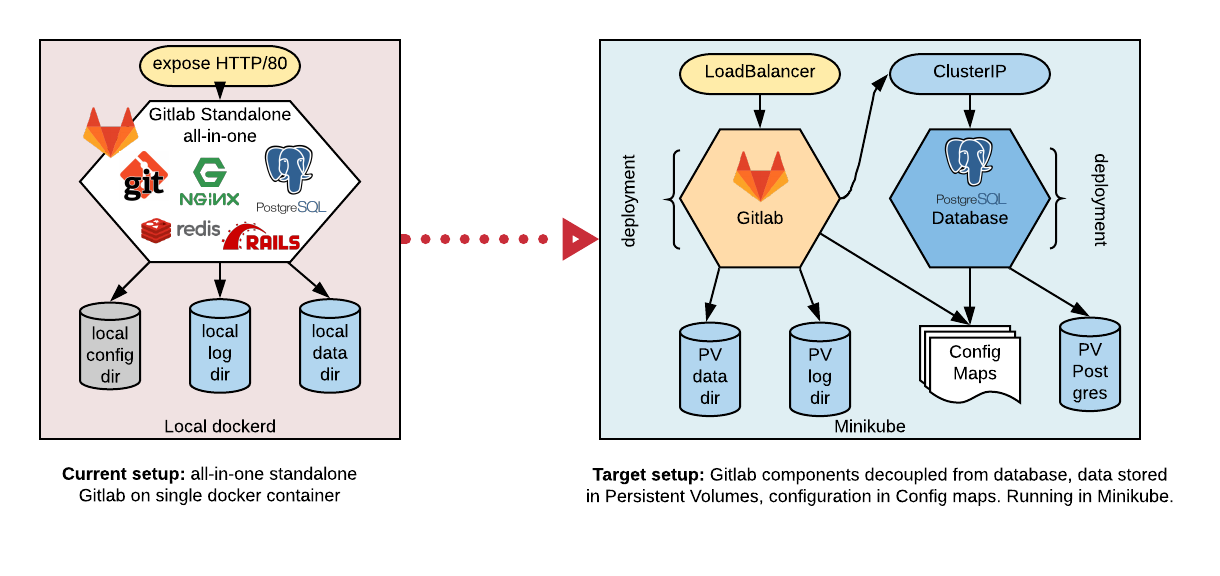 expose HTTP/80
Gitlab Standalone
all-in-one
git
NGINX
PostgreSQL
redis
RAILS
local
config
dir
local
log
dir
local
data
dir
Local dockerd
Current setup: all-in-one standalone
Gitlab on single docker container
LoadBalancer
ClusterIP
deployment
Gitlab
PostgreSQL
Database
deployment
PV
data
dir
PV
log
dir
Config
Maps
PV
Post
gres
Minikube
Target setup: Gitlab components decoupled from database, data stored
in Persistent Volumes, configuration in Config maps. Running in Minikube.